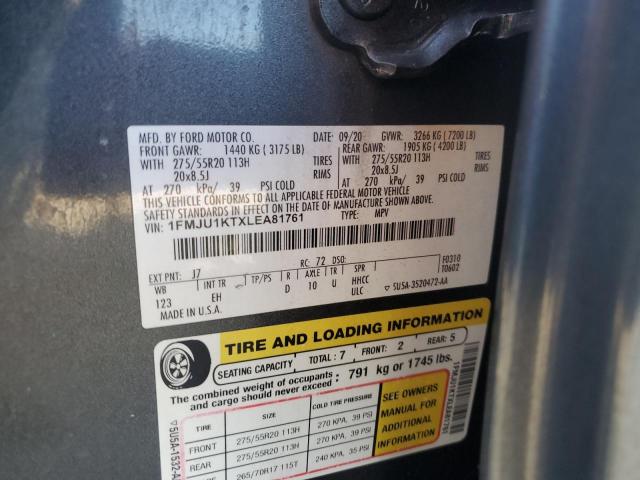 MFD. BY FORD MOTOR CO.
DATE: 09/20 GVWR: 3266 KG ( 7200 LB)
FRONT GAWR: 1440 KG ( 3175 LB)
REAR GAWR: 1905 KG ( 4200 LB)
WITH 275/55R20 113H TIRES
WITH 275/55R20 113H TIRES
20x8.5J RIMS
20x8.5J RIMS
AT 270 kPa/ 39 PSI COLD
AT 270 kPa/ 39 PSI COLD
THIS VEHICLE CONFORMS TO ALL APPLICABLE FEDERAL MOTOR VEHICLE
SAFETY STANDARDS IN EFFECT ON THE DATE OF MANUFACTURE SHOWN ABOVE.
VIN: 1FMJU1KTXLEA81761
TYPE: MPV
F0310
T0602
EXT PNT: J7 RC: 72 DSO:
WB INT TR TP/PS R AXLE TR SPR
123 EH D 10 U HHCC
ULC
MADE IN U.S.A.
5U5A-3520472-AA
TIRE AND LOADING INFORMATION
SEATING CAPACITY TOTAL : 7 FRONT: 2 REAR: 5
The combined weight of occupants and cargo should never exceed : 791 kg or 1745 lbs.
TIRE SIZE COLD TIRE PRESSURE
FRONT 275/55R20 113H 270 KPA, 39 PSI
REAR 275/55R20 113H 270 KPA, 39 PSI
265/70R17 115T 240 KPA, 35 PSI
SEE OWNERS
MANUAL FOR
ADDITIONAL
INFORMATION
1FMJU1KTXLEA81761